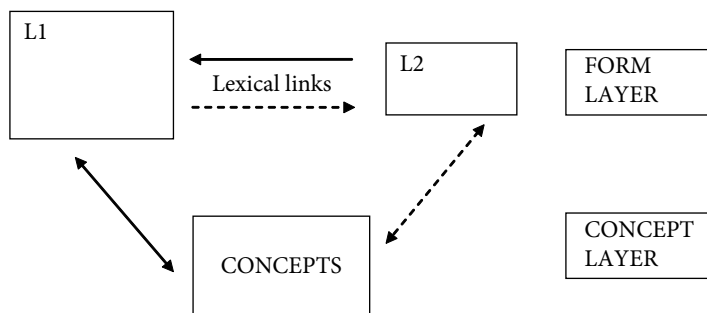 L1
L2
Lexical links
FORM
LAYER
CONCEPTS
CONCEPT
LAYER